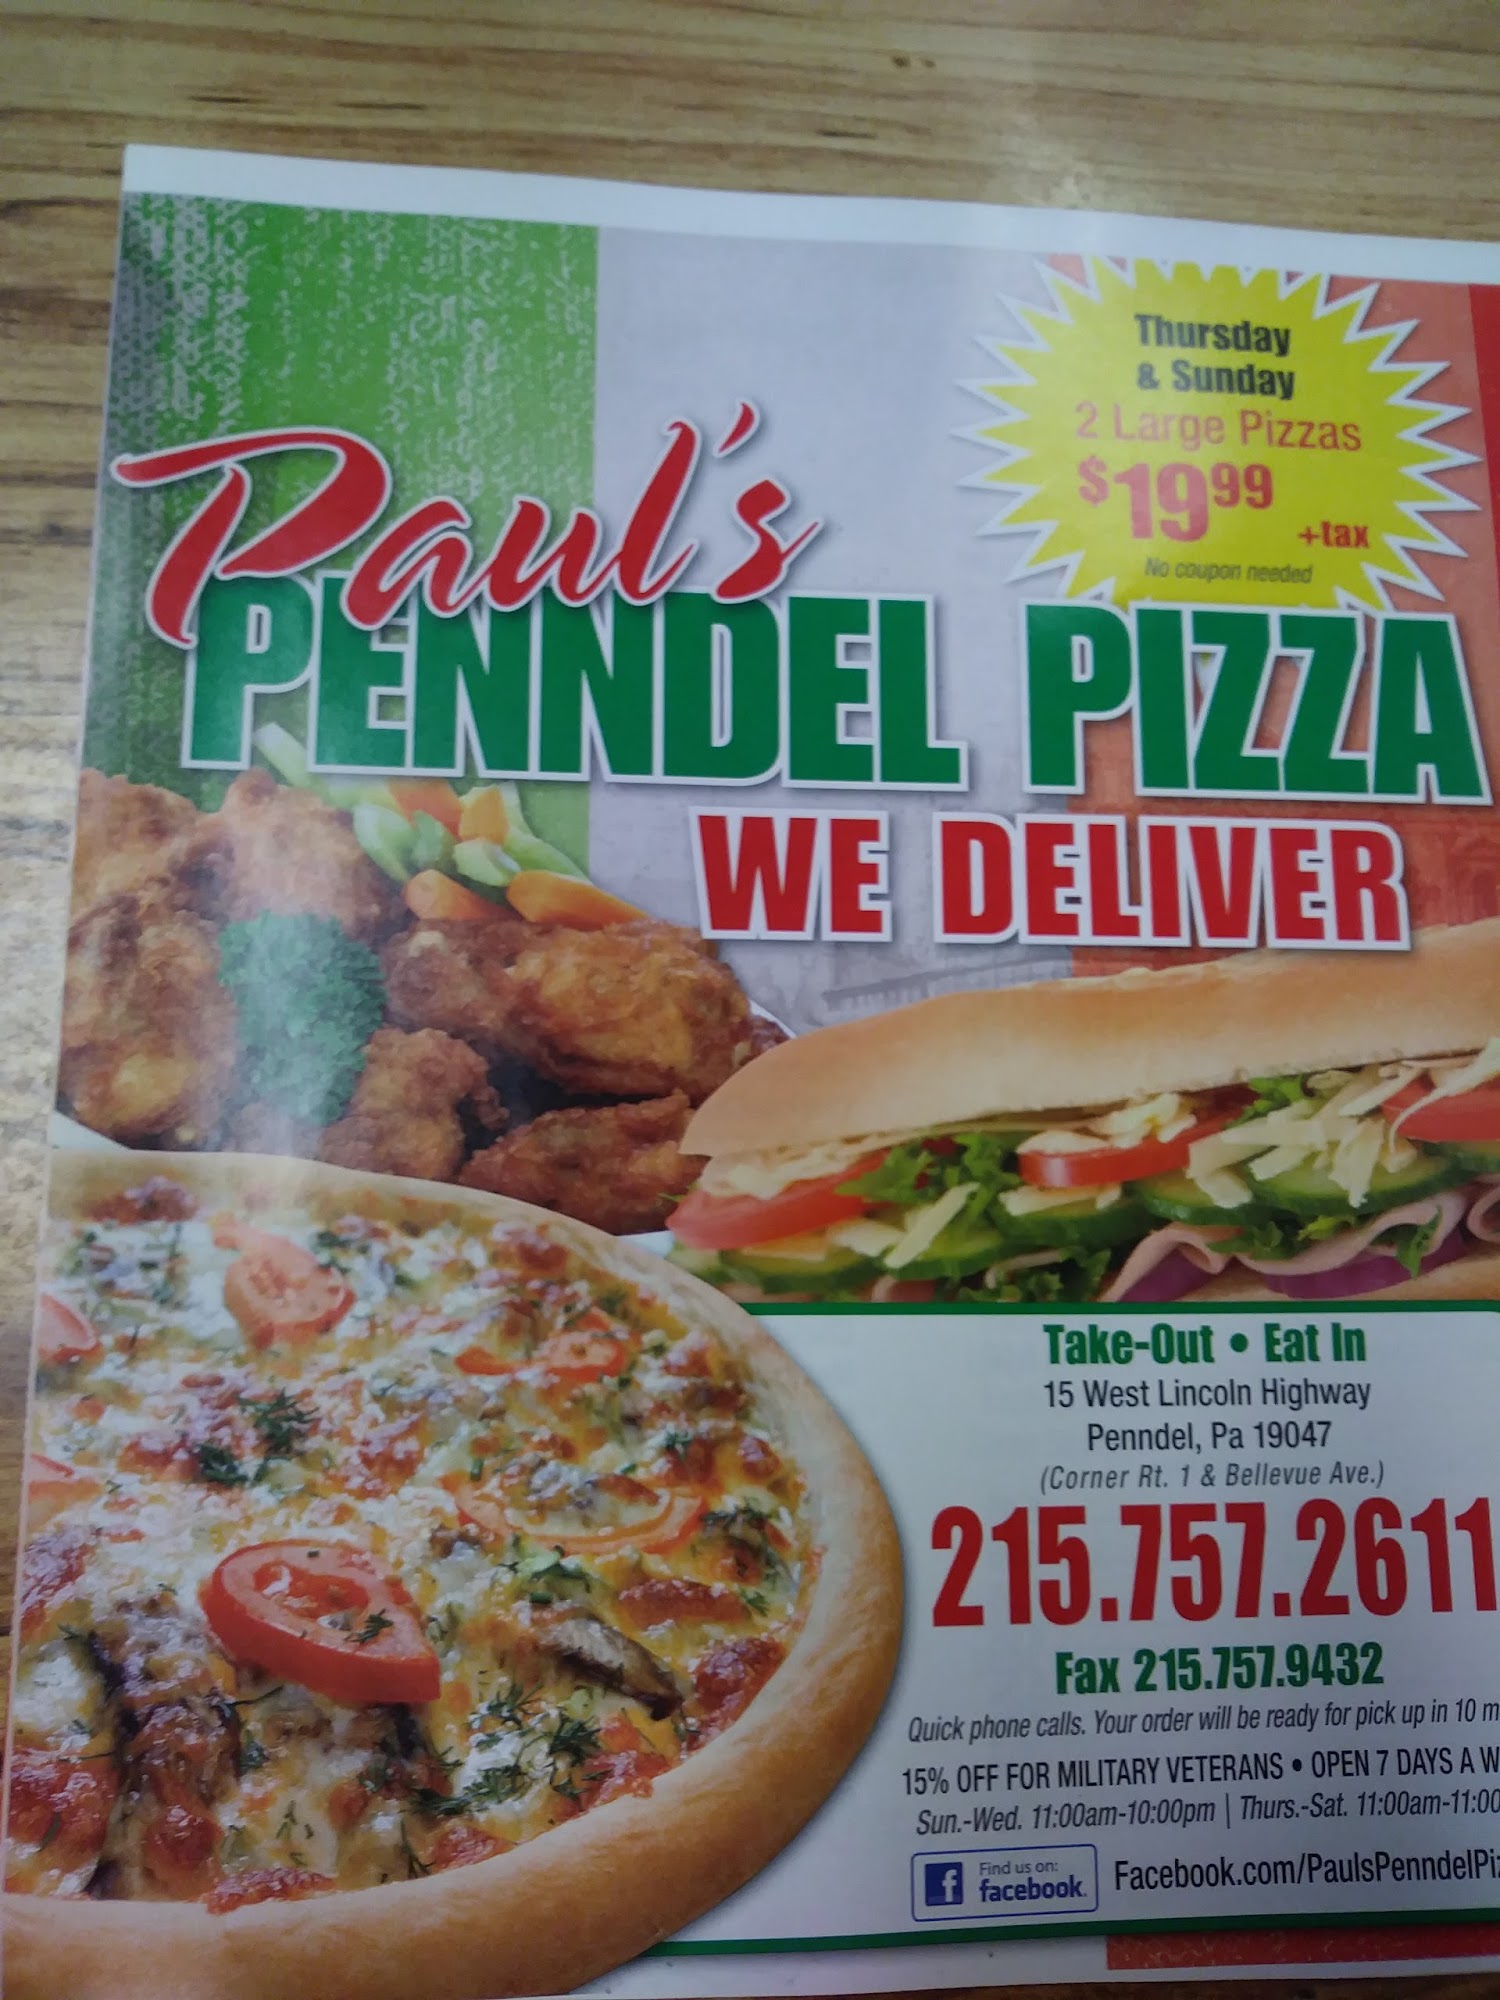 Thursday
& Sunday
2 Large Pizzas
$19.99
+tax
No coupon needed
Paul's
PENNDEL PIZZA
WE DELIVER
Take-Out • Eat In
15 West Lincoln Highway
Penndel, Pa 19047
(Corner Rt. 1 & Bellevue Ave.)
215.757.2611
Fax 215.757.9432
Quick phone calls. Your order will be ready for pick up in 10 m
15% OFF FOR MILITARY VETERANS • OPEN 7 DAYS A W
Sun.-Wed. 11:00am-10:00pm | Thurs.-Sat. 11:00am-11:00
f Find us on:
facebook.
Facebook.com/PaulsPenndelPiz